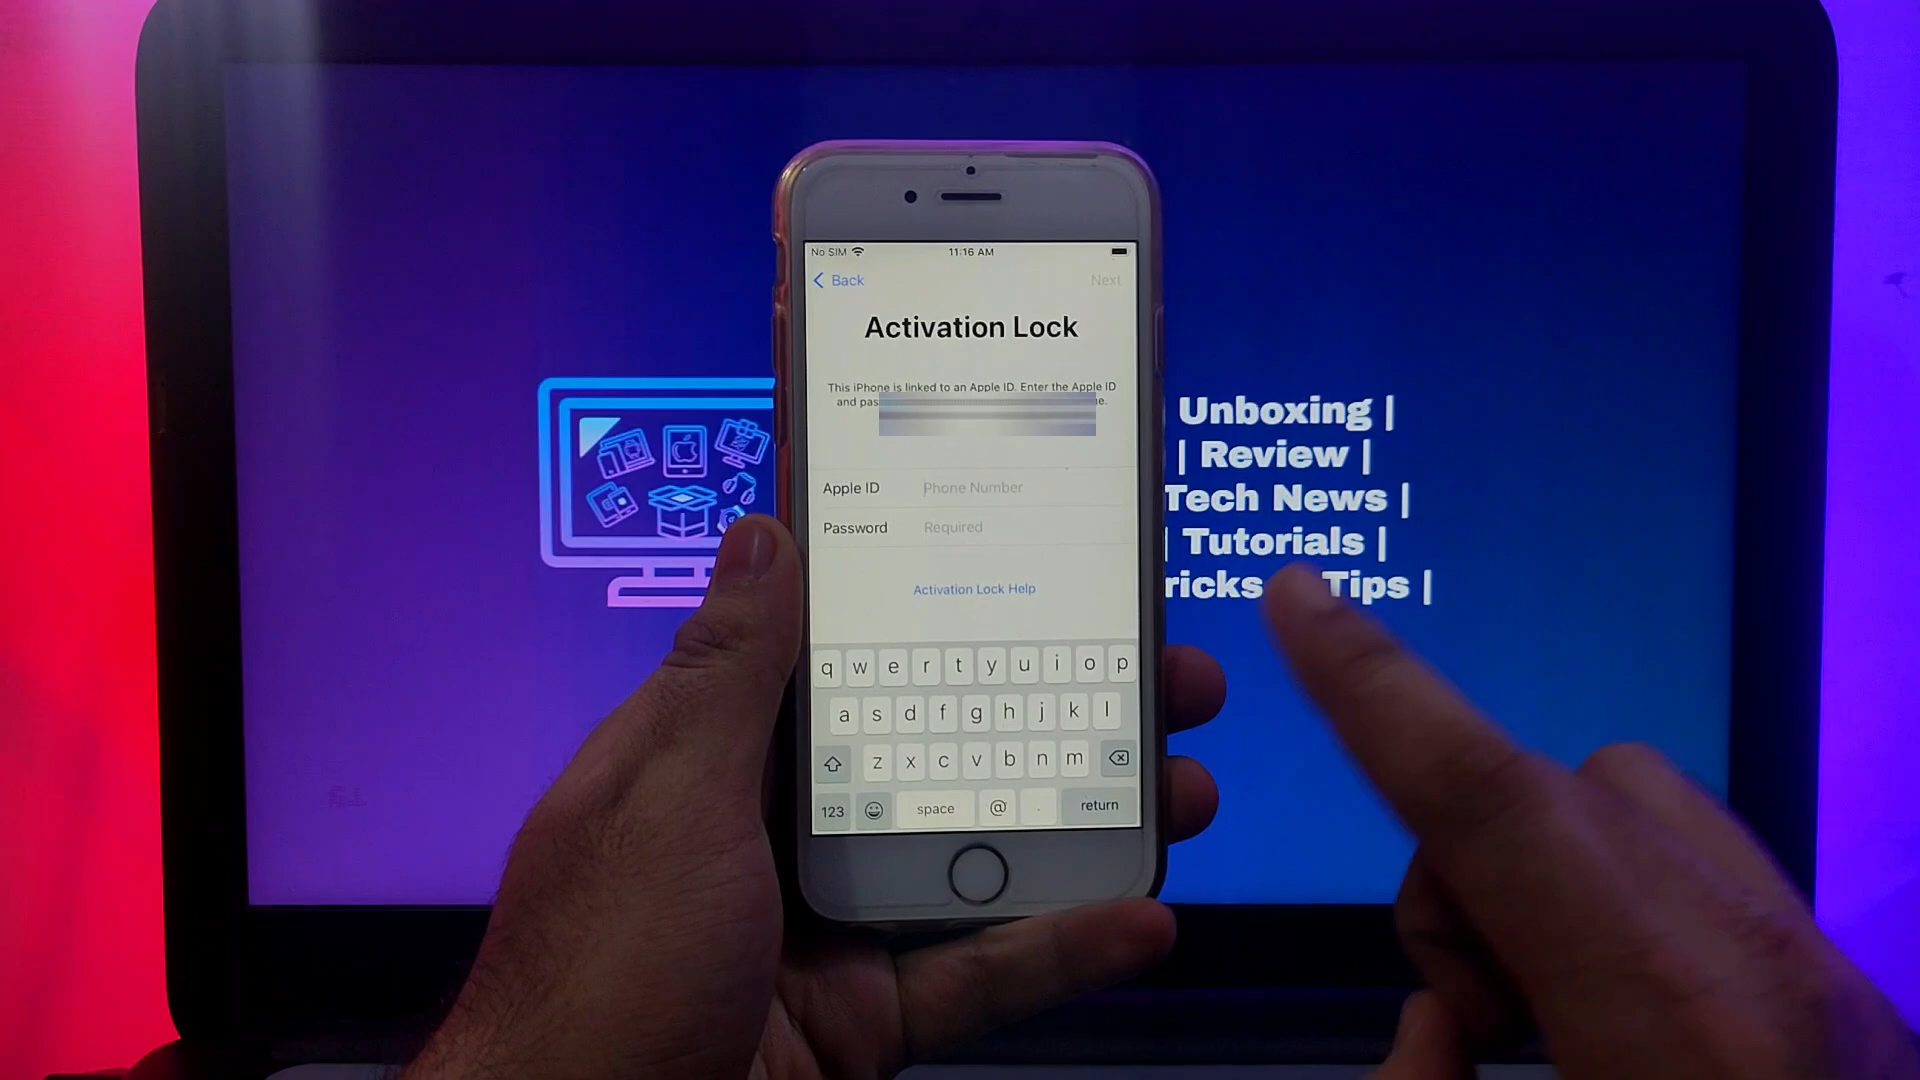 No SIM 11:16 AM
Back Next
Activation Lock
This iPhone is linked to an Apple ID. Enter the Apple ID
and
Apple ID Phone Number
Password Required
Activation Lock Help
q w e r t y u i o p
a s d f g h j k l
z x c v b n m
123 space @ . return
Unboxing |
| Review |
Tech News |
| Tutorials |
ricks Tips |